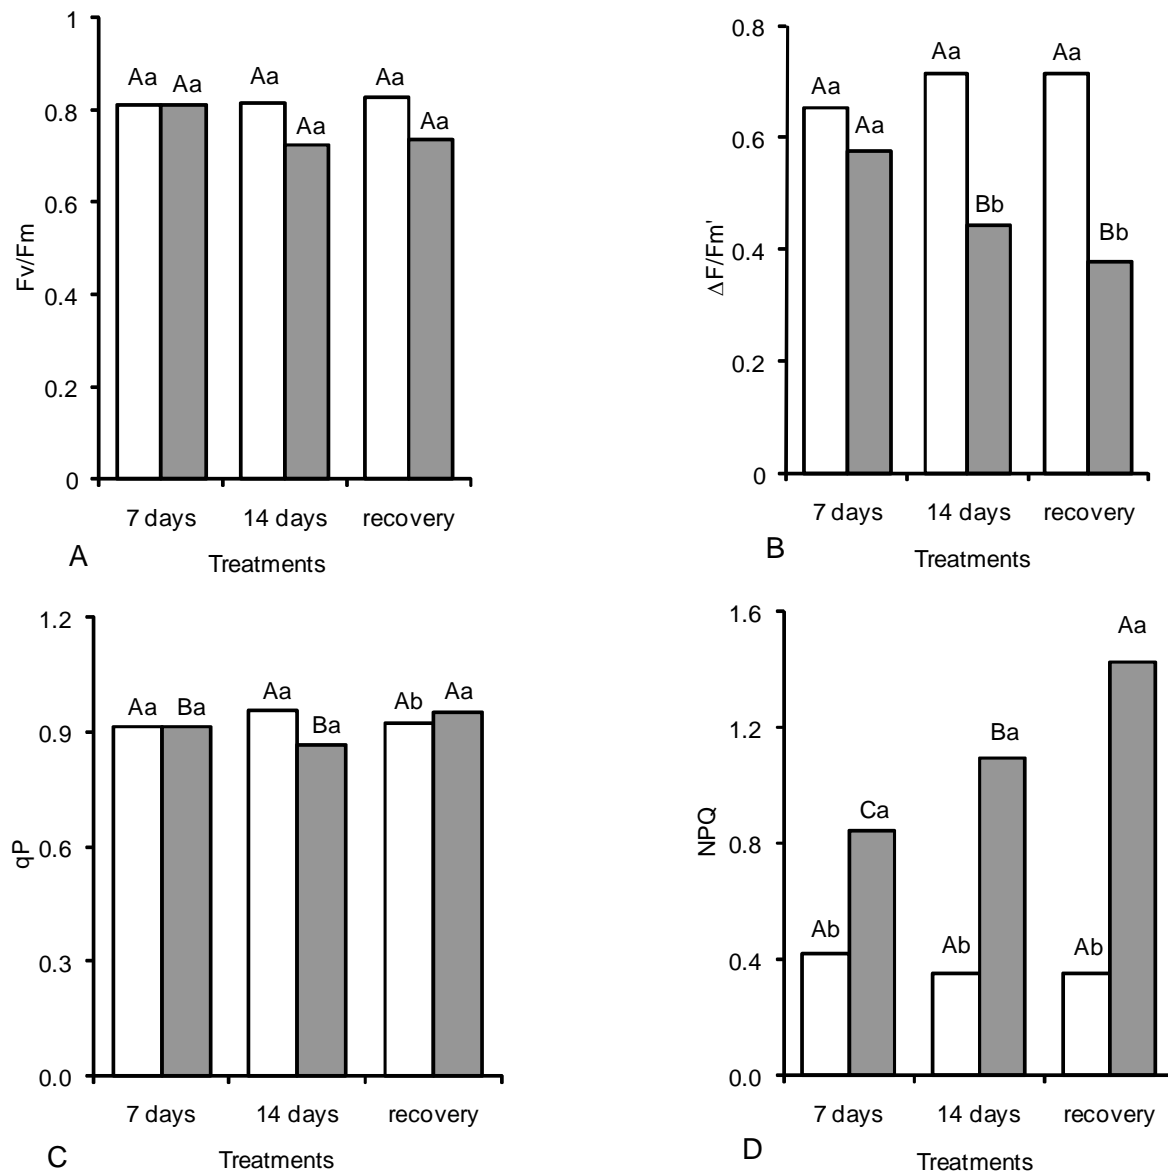 1
0.8
0.6
0.4
0.2
0
Fv/Fm
Aa Aa Aa Aa Aa Aa
7 days 14 days recovery
A
Treatments
0.8
0.6
0.4
0.2
0
ΔF/Fm'
Aa Aa Aa Bb Aa Bb
7 days 14 days recovery
B
Treatments
1.2
0.9
0.6
0.3
0.0
qP
Aa Ba Aa Ba Ab Aa
7 days 14 days recovery
C
Treatments
1.6
1.2
0.8
0.4
0.0
NPQ
Ab Ca Ab Ba Ab Aa
7 days 14 days recovery
D
Treatments